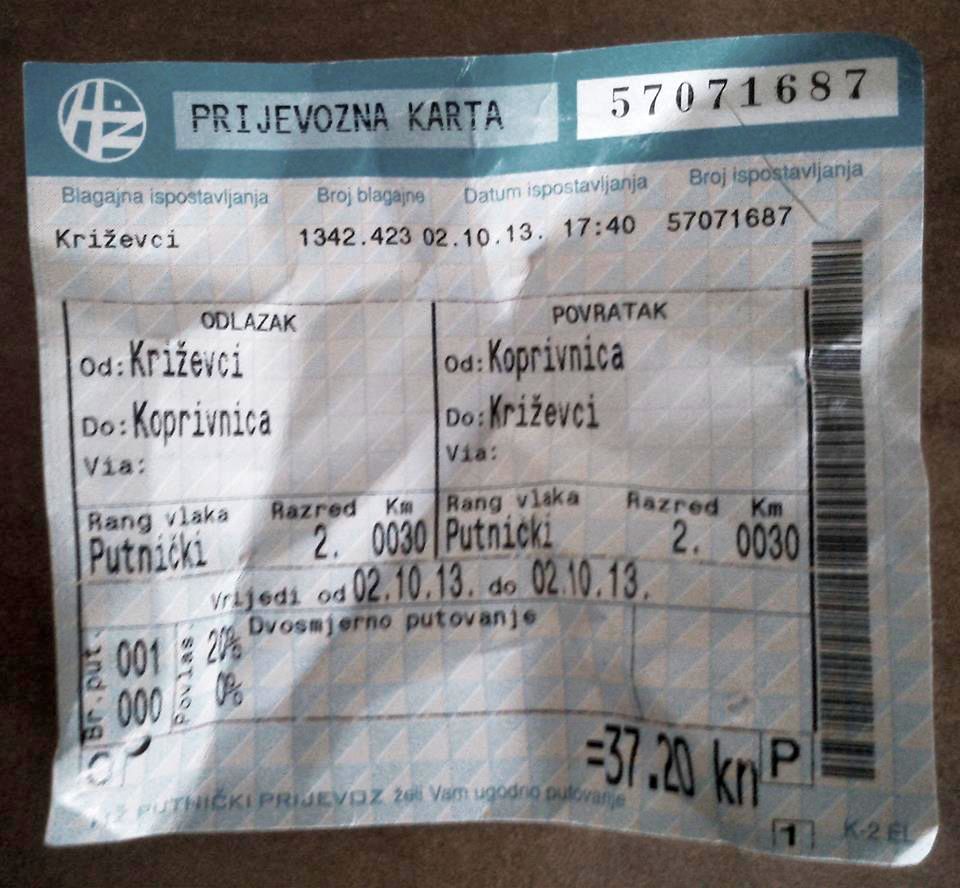 HŽ PRIJEVOZNA KARTA 57071687
Blagajna ispostavljanja Broj blagajne Datum ispostavljanja Broj ispostavljanja
Križevci 1342.423 02.10.13. 17:40 57071687
ODLAZAK POVRATAK
Od: Križevci Od: Koprivnica
Do: Koprivnica Do: Križevci
Via: Via:
Rang vlaka Razred Km Rang vlaka Razred Km
Putnički 2. 0030 Putnički 2. 0030
Vrijedi od 02.10.13. do 02.10.13.
Dvosmjerno putovanje
Br.put. 001 Povlas. 20%
000 0%
=37.20 kn P
HŽ PUTNIČKI PRIJEVOZ želi Vam ugodno putovanje
1 K-2 EL